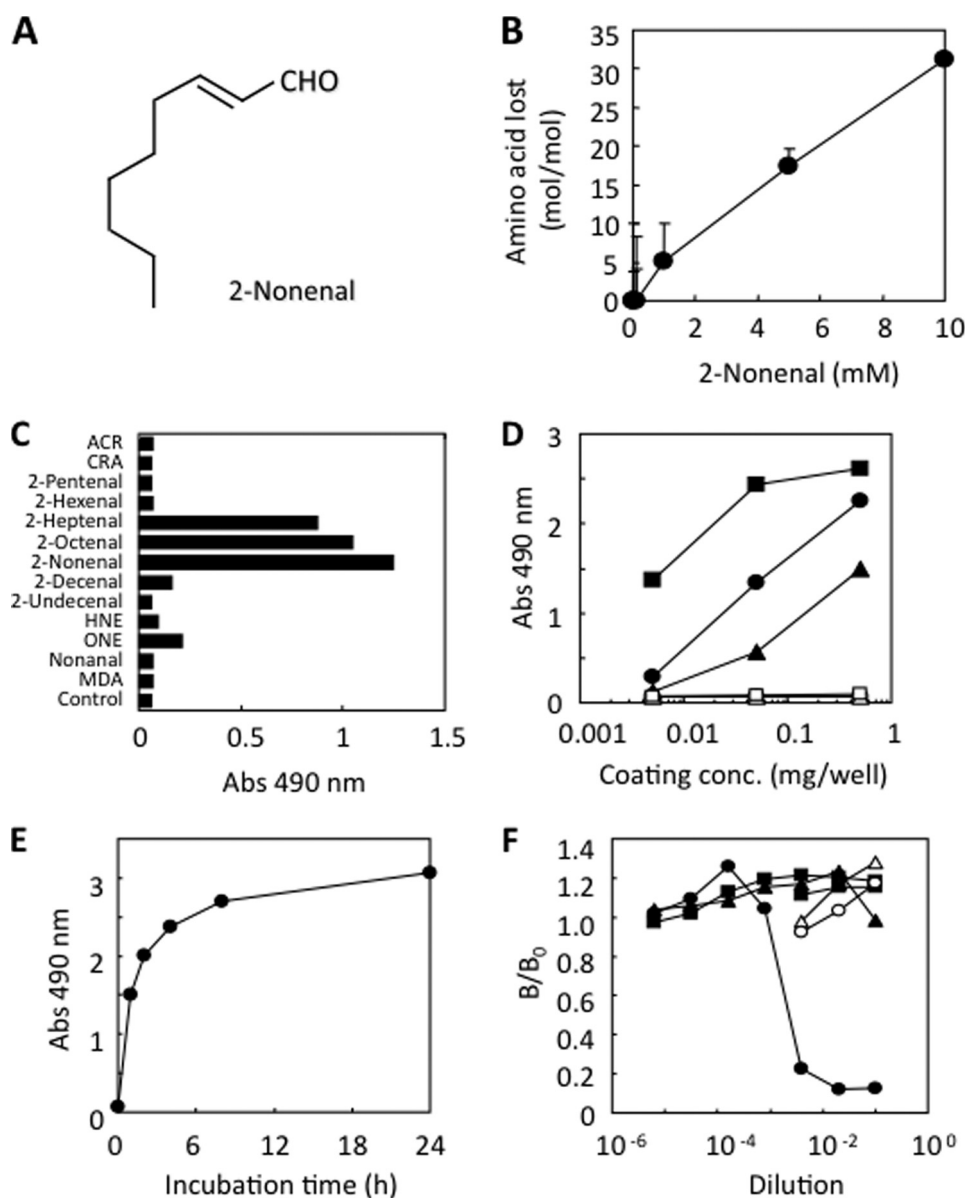 A
CHO
2-Nonenal
B
Amino acid lost
(mol/mol)
35
30
25
20
15
10
5
0
0 2 4 6 8 10
2-Nonenal (mM)
C
ACR
CRA
2-Pentenal
2-Hexenal
2-Heptenal
2-Octenal
2-Nonenal
2-Decenal
2-Undecenal
HNE
ONE
Nonanal
MDA
Control
0 0.5 1 1.5
Abs 490 nm
D
Abs 490 nm
3
2
1
0
0.001 0.01 0.1 1
Coating conc. (mg/well)
E
Abs 490 nm
3
2
1
0
0 6 12 18 24
Incubation time (h)
F
B/B0
1.4
1.2
1.0
0.8
0.6
0.4
0.2
0
10-6 10-4 10-2 100
Dilution